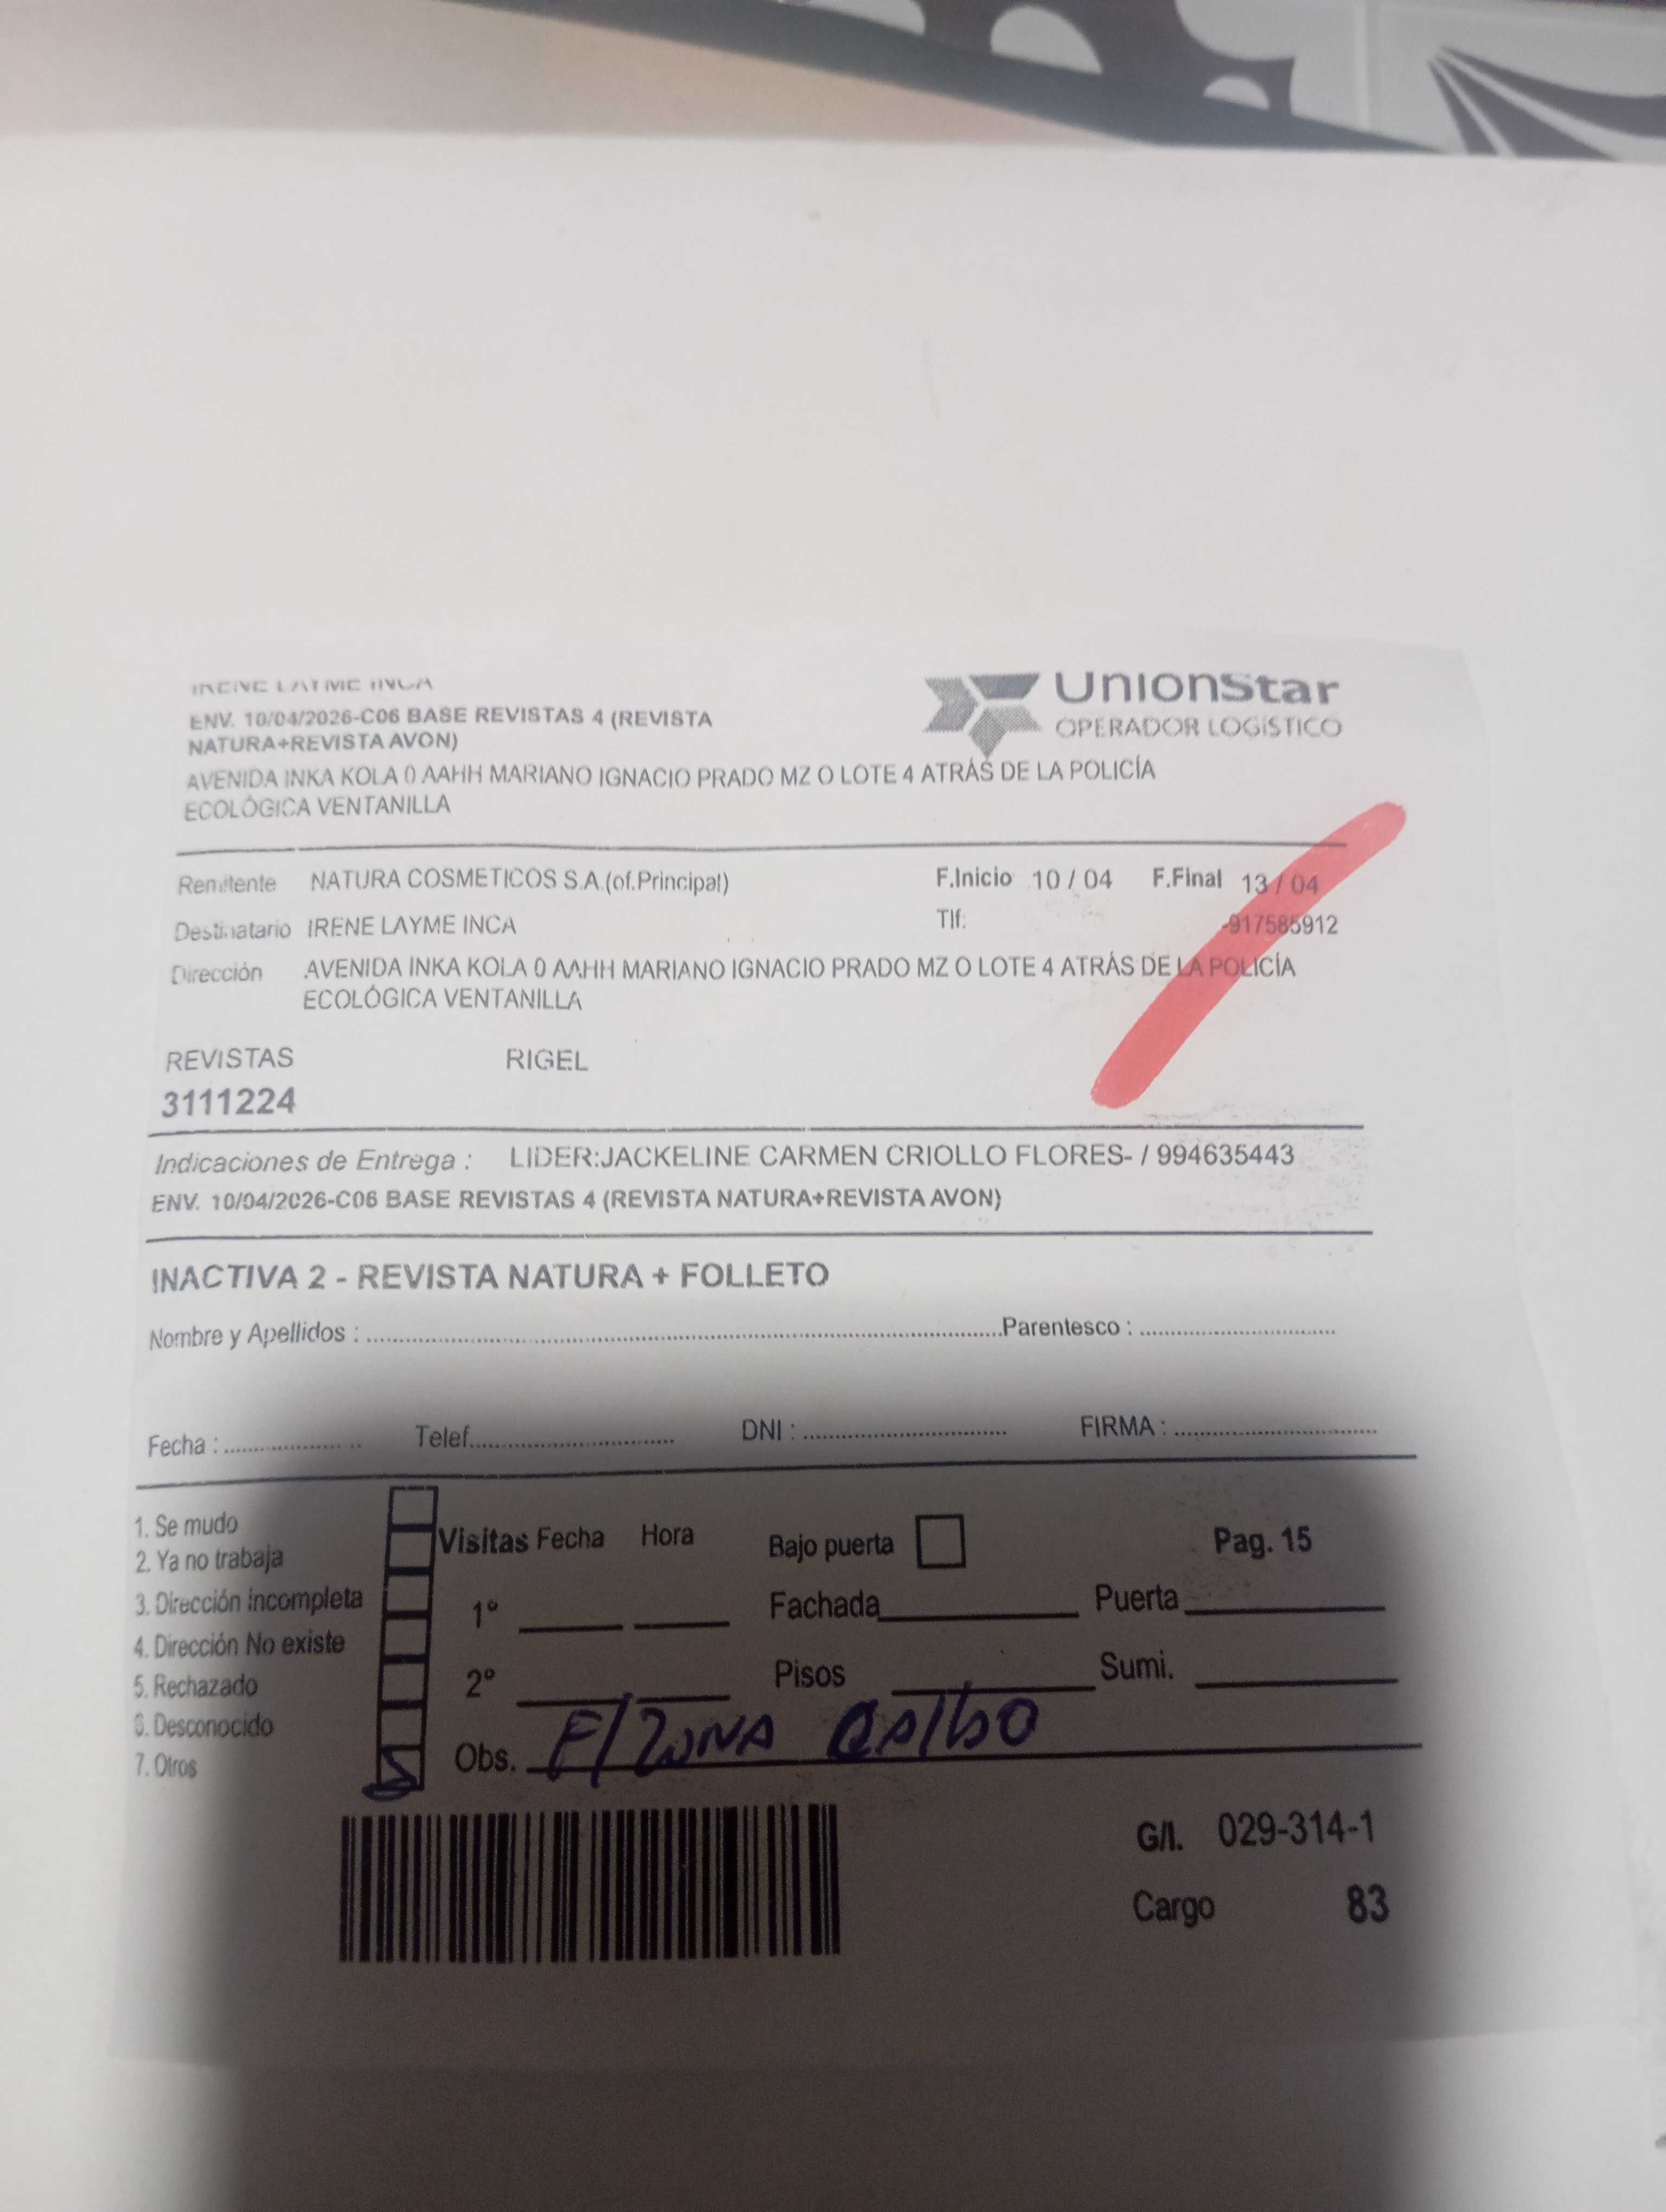 IRENE LAYME INCA
ENV. 10/04/2026-C06 BASE REVISTAS 4 (REVISTA
NATURA+REVISTA AVON)
AVENIDA INKA KOLA 0 AAHH MARIANO IGNACIO PRADO MZ O LOTE 4 ATRÁS DE LA POLICÍA
ECOLÓGICA VENTANILLA
UnionStar
OPERADOR LOGÍSTICO
Remitente NATURA COSMETICOS S.A.(of.Principal) F.Inicio 10 / 04 F.Final 13 / 04
Destinatario IRENE LAYME INCA Tlf: -917585912
Dirección AVENIDA INKA KOLA 0 AAHH MARIANO IGNACIO PRADO MZ O LOTE 4 ATRÁS DE LA POLICÍA
ECOLÓGICA VENTANILLA
REVISTAS RIGEL
3111224
Indicaciones de Entrega : LIDER:JACKELINE CARMEN CRIOLLO FLORES- / 994635443
ENV. 10/04/2026-C06 BASE REVISTAS 4 (REVISTA NATURA+REVISTA AVON)
INACTIVA 2 - REVISTA NATURA + FOLLETO
Nombre y Apellidos : Parentesco :
Fecha : Telef. DNI : FIRMA :
1. Se mudo
2. Ya no trabaja
3. Dirección incompleta
4. Dirección No existe
5. Rechazado
6. Desconocido
7. Otros
Visitas Fecha Hora Bajo puerta Pag. 15
1° Fachada Puerta
2° Pisos Sumi.
Obs. F/ ZONA
G/I. 029-314-1
Cargo 83